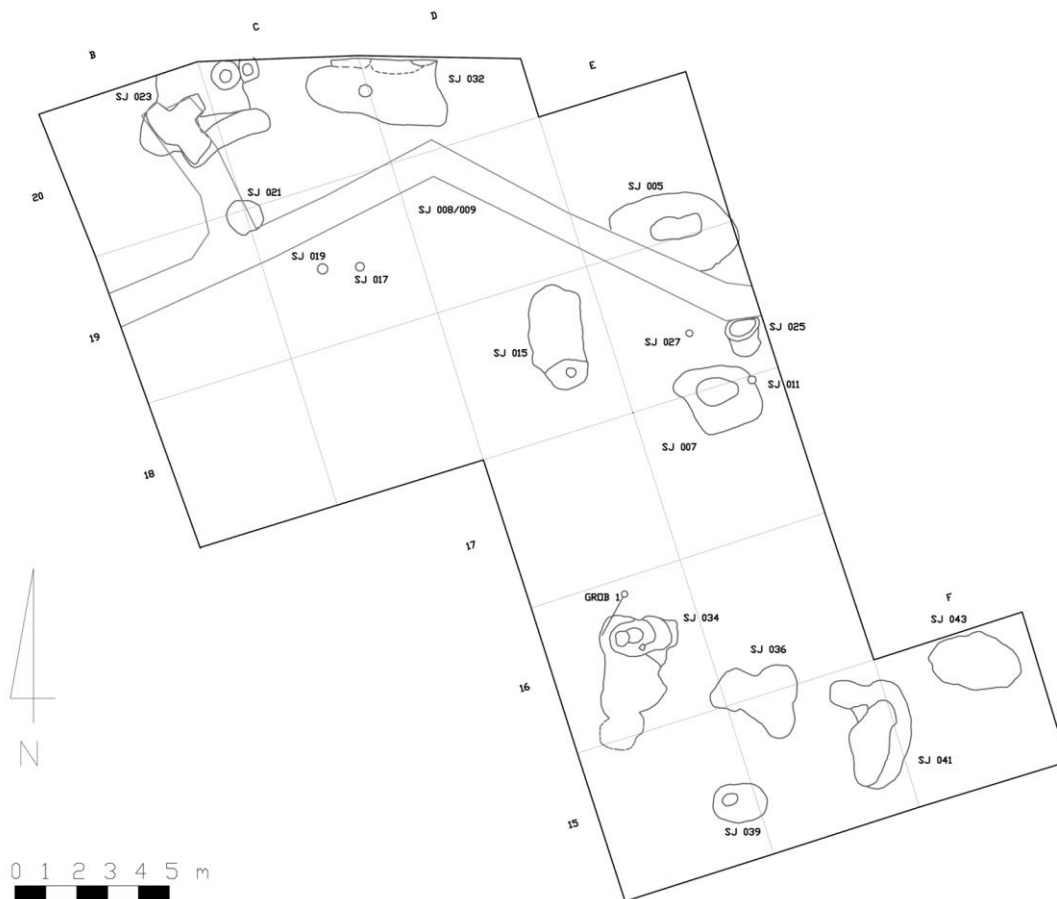 B
C
D
E
SJ 023
SJ 032
20
SJ 021
SJ 005
SJ 008/009
SJ 019
SJ 017
19
SJ 027
SJ 025
SJ 015
SJ 011
SJ 007
18
17
GROB 1
SJ 034
F
SJ 043
SJ 036
16
SJ 041
15
SJ 039
N
0 1 2 3 4 5 m